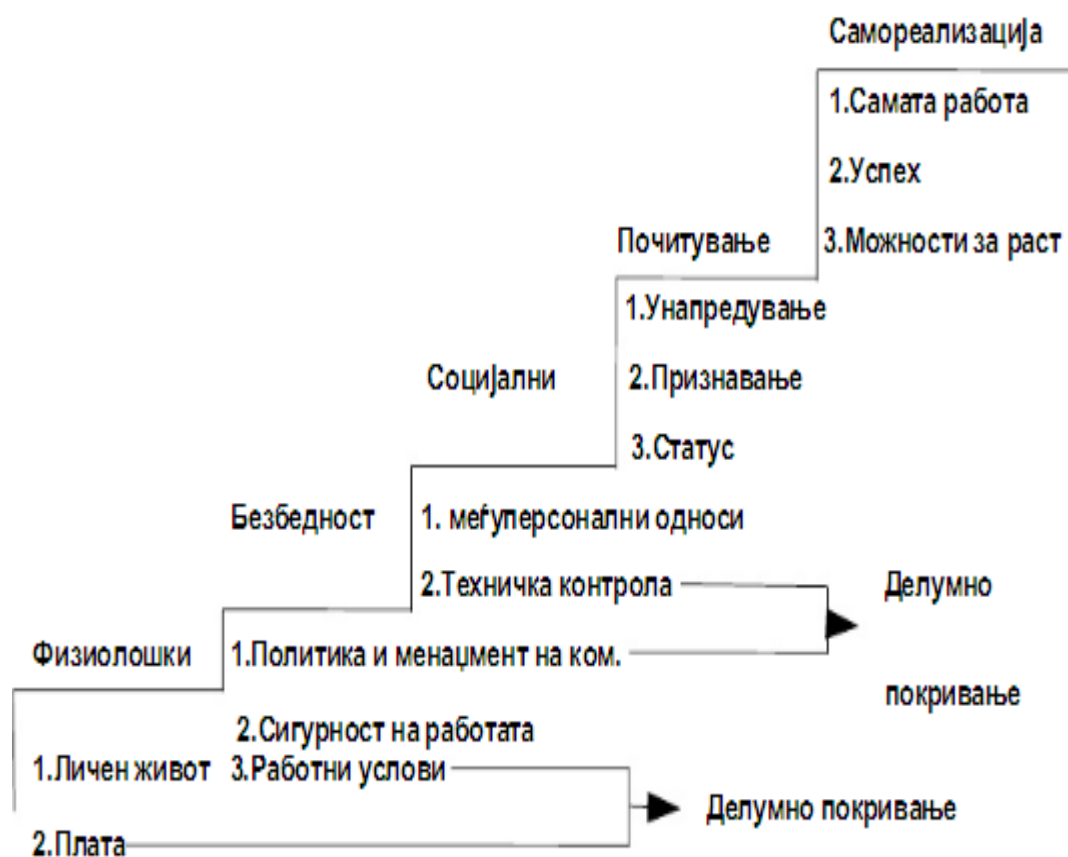 Самореализација
1.Самата работа
2.Успех
3.Можности за раст
Почитување
1.Унапредување
2.Признавање
3.Статус
Социјални
1. меѓуперсонални односи
2.Техничка контрола
Делумно
покривање
Безбедност
1.Политика и менаџмент на ком.
2.Сигурност на работата
3.Работни услови
Делумно покривање
Физиолошки
1.Личен живот
2.Плата